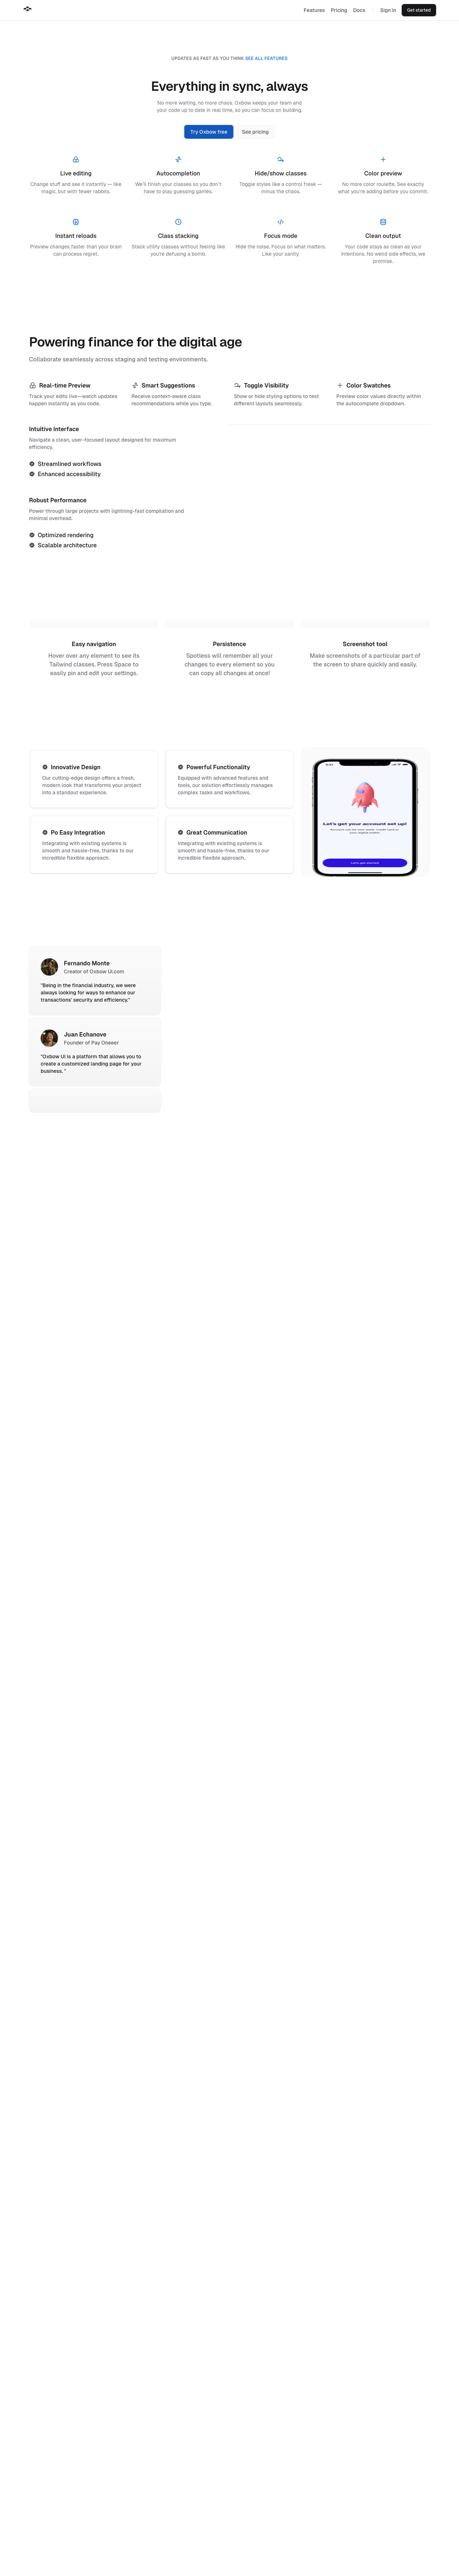 Features Pricing Docs Sign in Get started
UPDATES AS FAST AS YOU THINK SEE ALL FEATURES
Everything in sync, always
No more waiting, no more chaos. Oxbow keeps your team and
your code up to date in real time, so you can focus on building.
Try Oxbow free See pricing
Live editing
Change stuff and see it instantly — like
magic, but with fewer rabbits.
Autocompletion
We'll finish your classes so you don't
have to play guessing games.
Hide/show classes
Toggle styles like a control freak —
minus the chaos.
Color preview
No more color roulette. See exactly
what you're adding before you commit.
Instant reloads
Preview changes faster than your brain
can process regret.
Class stacking
Stack utility classes without feeling like
you're defusing a bomb.
Focus mode
Hide the noise. Focus on what matters.
Like your sanity.
Clean output
Your code stays as clean as your
intentions. No weird side effects, we
promise.
Powering finance for the digital age
Collaborate seamlessly across staging and testing environments.
Real-time Preview
Track your edits live—watch updates
happen instantly as you code.
Smart Suggestions
Receive context-aware class
recommendations while you type.
Toggle Visibility
Show or hide styling options to test
different layouts seamlessly.
Color Swatches
Preview color values directly within
the autocomplete dropdown.
Intuitive Interface
Navigate a clean, user-focused layout designed for maximum
efficiency.
Streamlined workflows
Enhanced accessibility
Robust Performance
Power through large projects with lightning-fast compilation and
minimal overhead.
Optimized rendering
Scalable architecture
Easy navigation
Hover over any element to see its
Tailwind classes. Press Space to
easily pin and edit your settings.
Persistence
Spotless will remember all your
changes to every element so you
can copy all changes at once!
Screenshot tool
Make screenshots of a particular part of
the screen to share quickly and easily.
Innovative Design
Our cutting-edge design offers a fresh,
modern look that transforms your project
into a standout experience.
Powerful Functionality
Equipped with advanced features and
tools, our solution effortlessly manages
complex tasks and workflows.
Po Easy Integration
Integrating with existing systems is
smooth and hassle-free, thanks to our
incredible flexible approach.
Great Communication
Integrating with existing systems is
smooth and hassle-free, thanks to our
incredible flexible approach.
Let's get your account set up!
Account can be own bank, credit card or
your digital wallet.
Let's get started
Fernando Monte
Creator of Oxbow UI.com
"Being in the financial industry, we were
always looking for ways to enhance our
transactions' security and efficiency."
Juan Echanove
Founder of Pay Oneeer
"Oxbow UI is a platform that allows you to
create a customized landing page for your
business. "